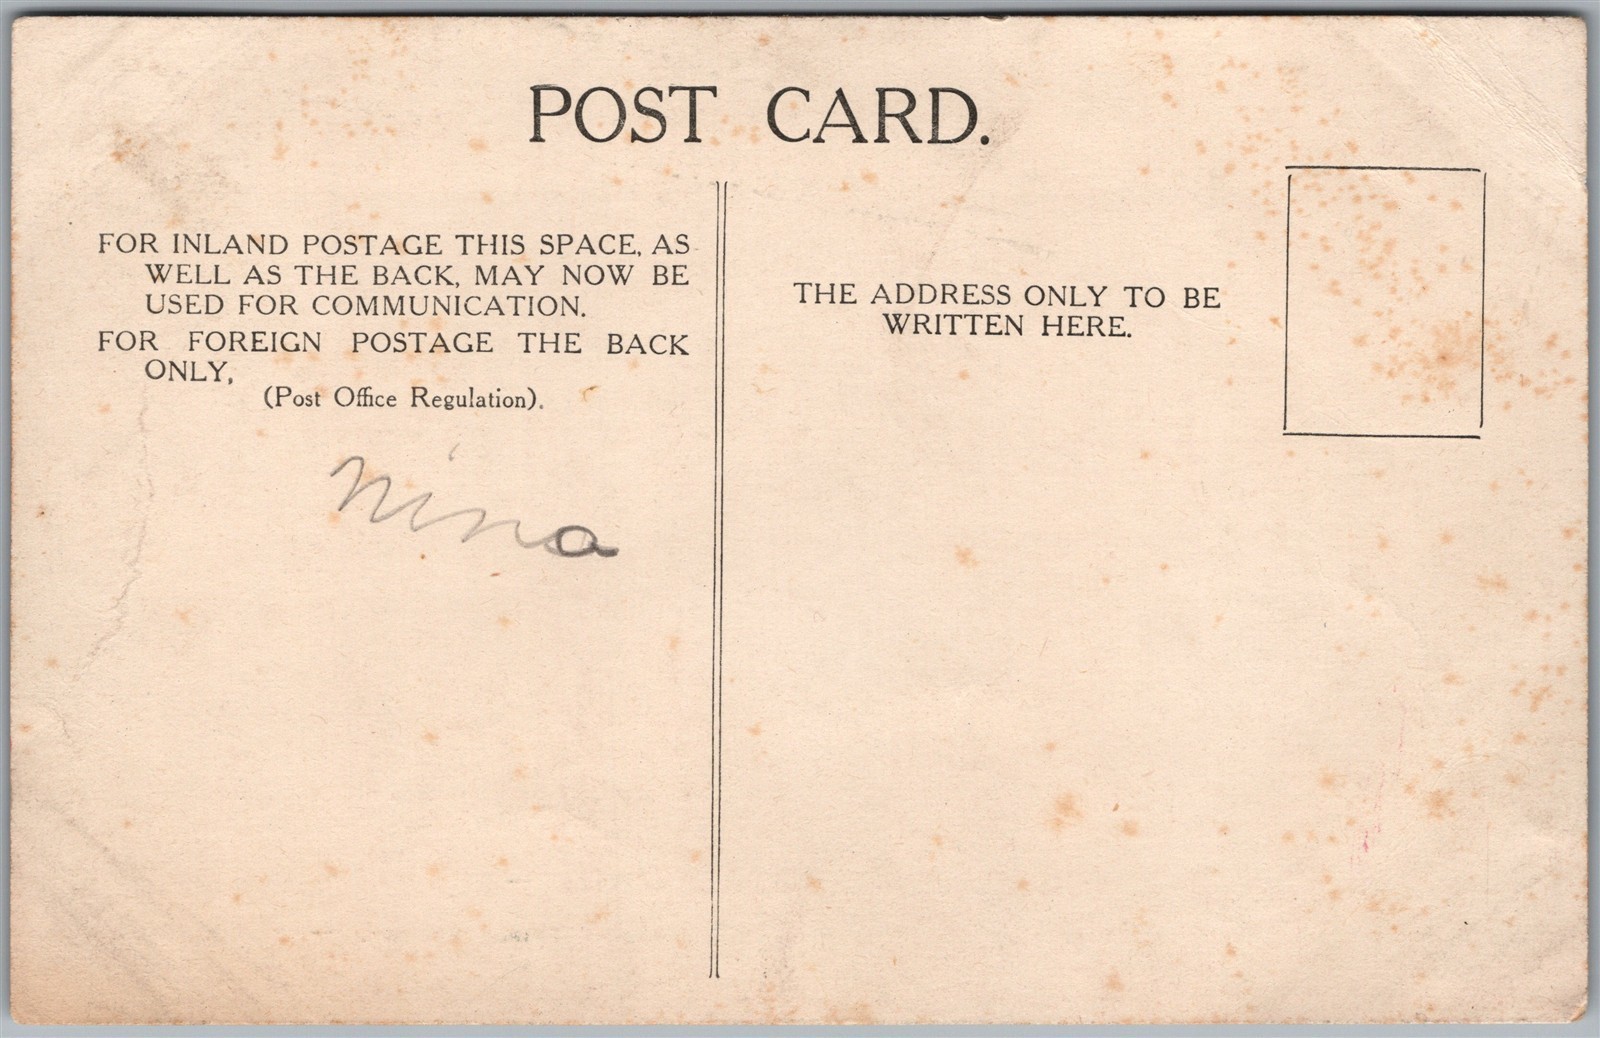 POST CARD.
FOR INLAND POSTAGE THIS SPACE, AS
WELL AS THE BACK, MAY NOW BE
USED FOR COMMUNICATION.
FOR FOREIGN POSTAGE THE BACK
ONLY,
(Post Office Regulation).
Nina
THE ADDRESS ONLY TO BE
WRITTEN HERE.